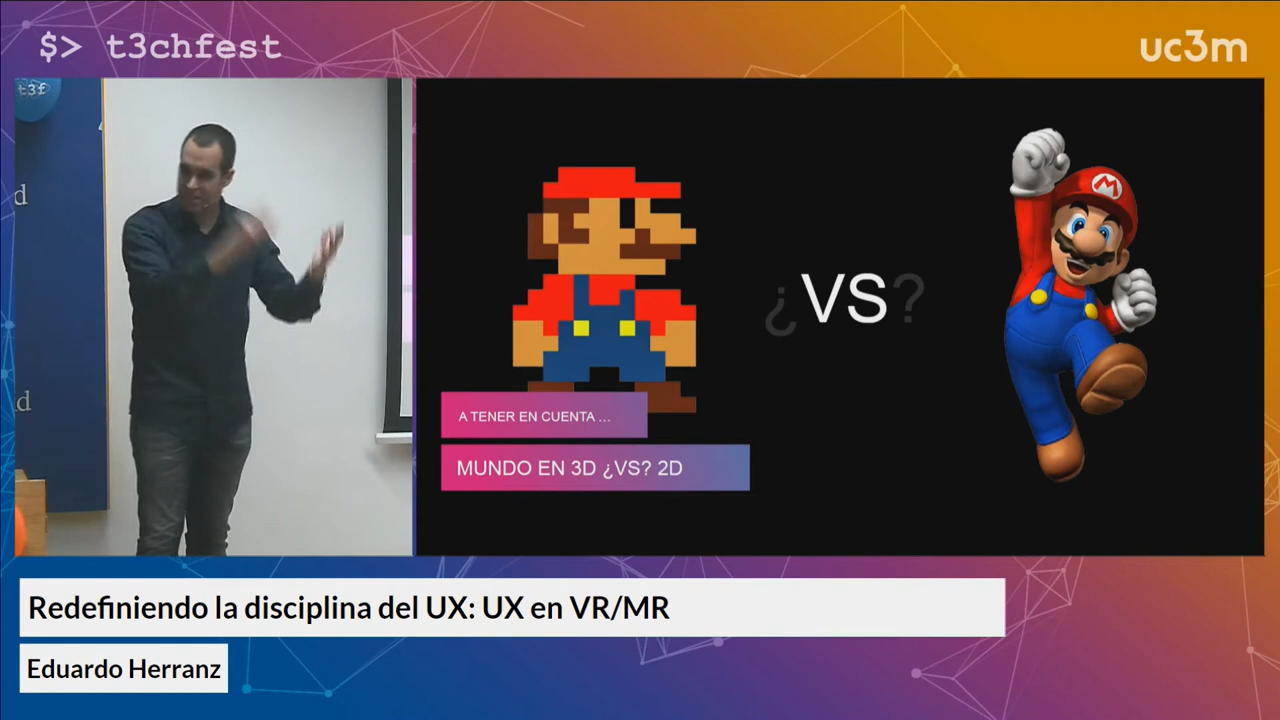 $> t3chfest
uc3m
t3f
d
¿VS?
A TENER EN CUENTA ...
MUNDO EN 3D ¿VS? 2D
M
Redefiniendo la disciplina del UX: UX en VR/MR
Eduardo Herranz